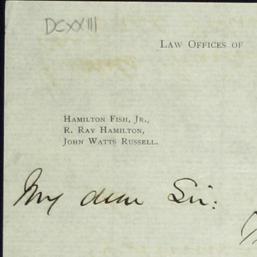 DCXXIII
LAW OFFICES OF
HAMILTON FISH, JR.,
R. RAY HAMILTON,
JOHN WATTS RUSSELL.
My dear Sir: